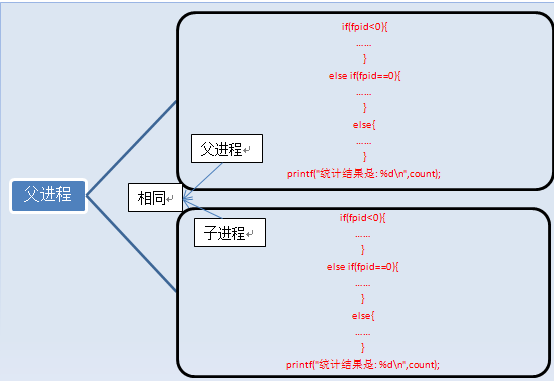 if(fpid<0){
......
}
else if(fpid==0){
......
}
else{
......
}
printf("统计结果是: %d\n",count);
父进程
父进程
相同
子进程
if(fpid<0){
......
}
else if(fpid==0){
......
}
else{
......
}
printf("统计结果是: %d\n",count);